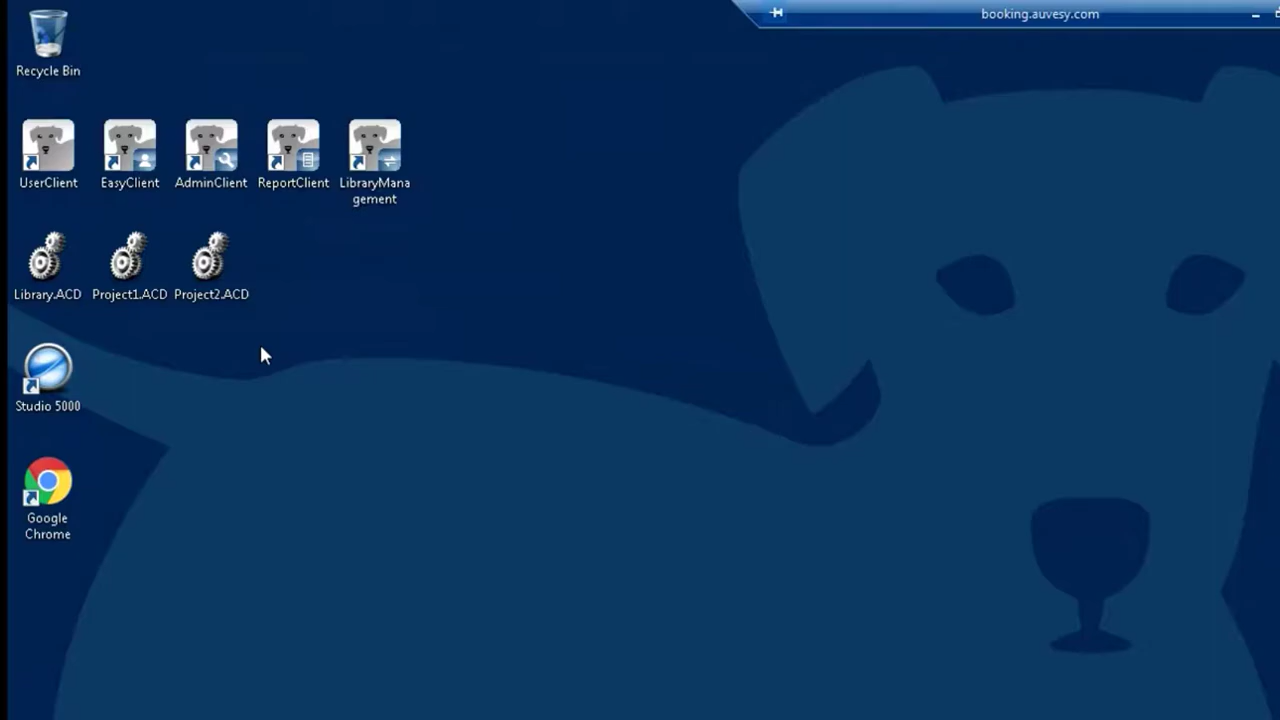 booking.auvesy.com
Recycle Bin
UserClient
EasyClient
AdminClient
ReportClient
LibraryMana
gement
Library.ACD
Project1.ACD
Project2.ACD
Studio 5000
Google
Chrome